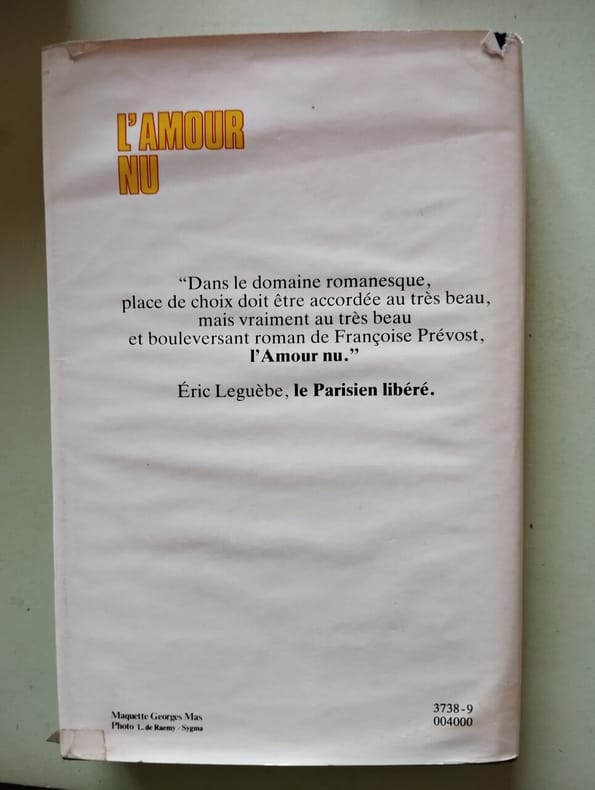 L'AMOUR
NU
“Dans le domaine romanesque,
place de choix doit être accordée au très beau,
mais vraiment au très beau
et bouleversant roman de Françoise Prévost,
l'Amour nu.”
Éric Leguèbe, le Parisien libéré.
Maquette Georges Mas
Photo L. de Raemy / Sygma
3738-9
004000